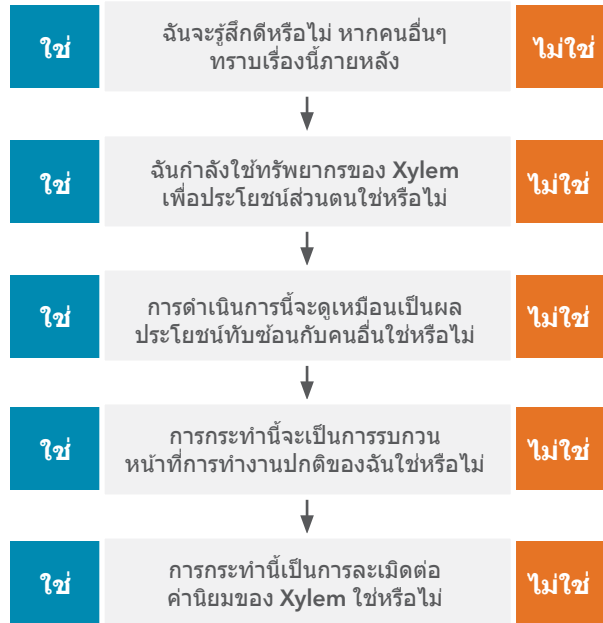 ใช่
ฉันจะรู้สึกดีหรือไม่ หากคนอื่นๆ
ทราบเรื่องนี้ภายหลัง
ไม่ใช่
ใช่
ฉันกำลังใช้ทรัพยากรของ Xylem
เพื่อประโยชน์ส่วนตนใช่หรือไม่
ไม่ใช่
ใช่
การดำเนินการนี้จะดูเหมือนเป็นผล
ประโยชน์ทับซ้อนกับคนอื่นใช่หรือไม่
ไม่ใช่
ใช่
การกระทำนี้จะเป็นการรบกวน
หน้าที่การทำงานปกติของฉันใช่หรือไม่
ไม่ใช่
ใช่
การกระทำนี้เป็นการละเมิดต่อ
ค่านิยมของ Xylem ใช่หรือไม่
ไม่ใช่